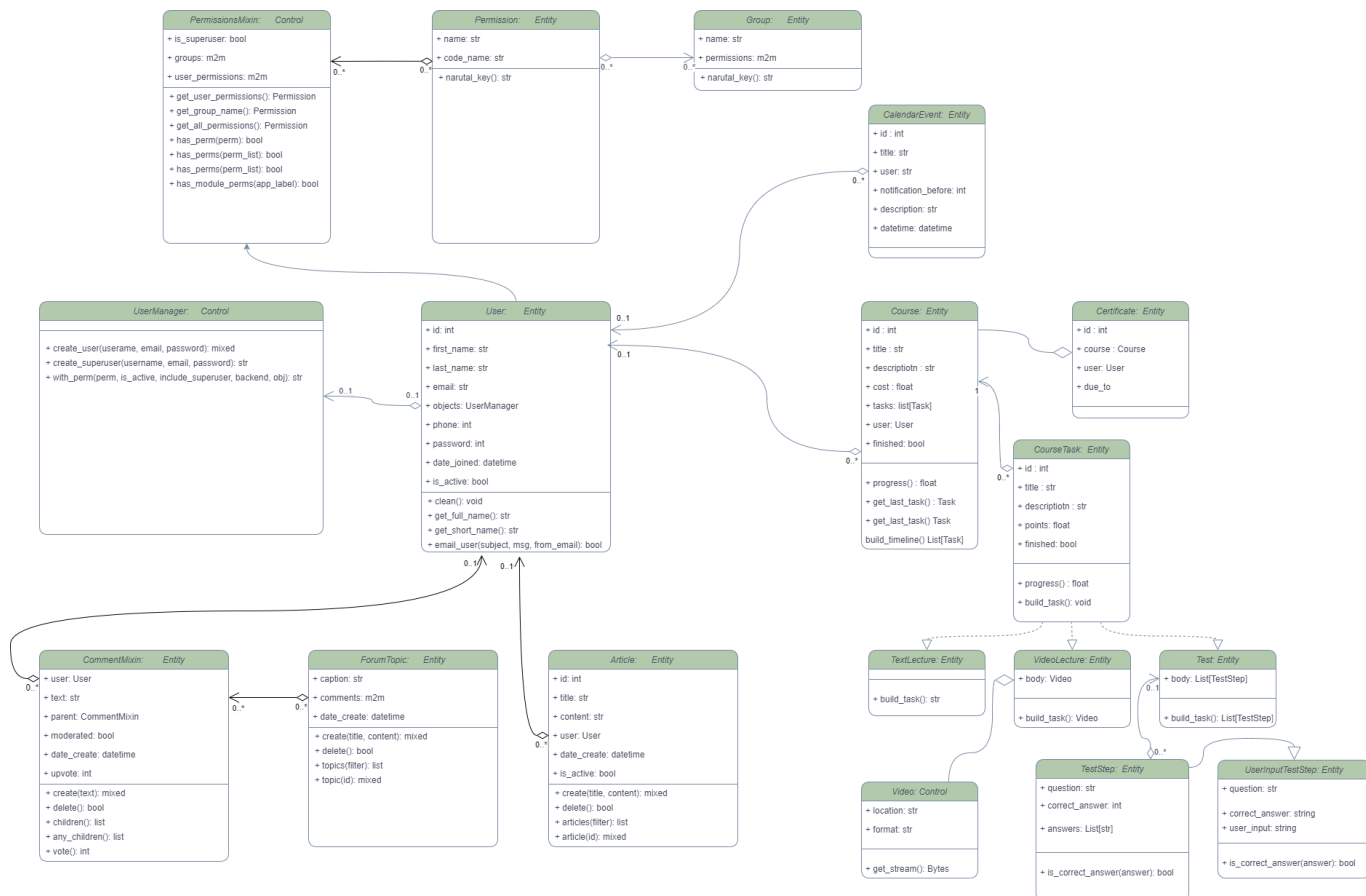 PermissionsMixin: Control
+ is_superuser: bool
+ groups: m2m
+ user_permissions: m2m
+ get_user_permissions(): Permission
+ get_group_name(): Permission
+ get_all_permissions(): Permission
+ has_perm(perm): bool
+ has_perms(perm_list): bool
+ has_perms(perm_list): bool
+ has_module_perms(app_label): bool
0..*
0..*
Permission: Entity
+ name: str
+ code_name: str
+ narutal_key(): str
0..*
0..*
Group: Entity
+ name: str
+ permissions: m2m
+ narutal_key(): str
CalendarEvent: Entity
+ id : int
+ title: str
+ user: str
+ notification_before: int
+ description: str
+ datetime: datetime
0..*
0..1
0..1
UserManager: Control
+ create_user(userame, email, password): mixed
+ create_superuser(username, email, password): str
+ with_perm(perm, is_active, include_superuser, backend, obj): str
0..1
0..1
User: Entity
+ id: int
+ first_name: str
+ last_name: str
+ email: str
+ objects: UserManager
+ phone: int
+ password: int
+ date_joined: datetime
+ is_active: bool
+ clean(): void
+ get_full_name(): str
+ get_short_name(): str
+ email_user(subject, msg, from_email): bool
0..1
0..1
Course: Entity
+ id : int
+ title : str
+ descriptiotn : str
+ cost : float
+ tasks: list[Task]
+ user: User
+ finished: bool
+ progress() : float
+ get_last_task() : Task
+ get_last_task() Task
build_timeline() List[Task]
0..*
1
Certificate: Entity
+ id : int
+ course : Course
+ user: User
+ due_to
CourseTask: Entity
+ id : int
+ title : str
+ descriptiotn : str
+ points: float
+ finished: bool
+ progress() : float
+ build_task(): void
0..*
CommentMixin: Entity
+ user: User
+ text: str
+ parent: CommentMixin
+ moderated: bool
+ date_create: datetime
+ upvote: int
+ create(text): mixed
+ delete(): bool
+ children(): list
+ any_children(): list
+ vote(): int
0..*
0..*
0..*
ForumTopic: Entity
+ caption: str
+ comments: m2m
+ date_create: datetime
+ create(title, content): mixed
+ delete(): bool
+ topics(filter): list
+ topic(id): mixed
Article: Entity
+ id: int
+ title: str
+ content: str
+ user: User
+ date_create: datetime
+ is_active: bool
+ create(title, content): mixed
+ delete(): bool
+ articles(filter): list
+ article(id): mixed
0..*
TextLecture: Entity
+ build_task(): str
VideoLecture: Entity
+ body: Video
+ build_task(): Video
Test: Entity
+ body: List[TestStep]
+ build_task(): List[TestStep]
0..1
0..*
Video: Control
+ location: str
+ format: str
+ get_stream(): Bytes
TestStep: Entity
+ question: str
+ correct_answer: int
+ answers: List[str]
+ is_correct_answer(answer): bool
UserInputTestStep: Entity
+ question: str
+ correct_answer: string
+ user_input: string
+ is_correct_answer(answer): bool